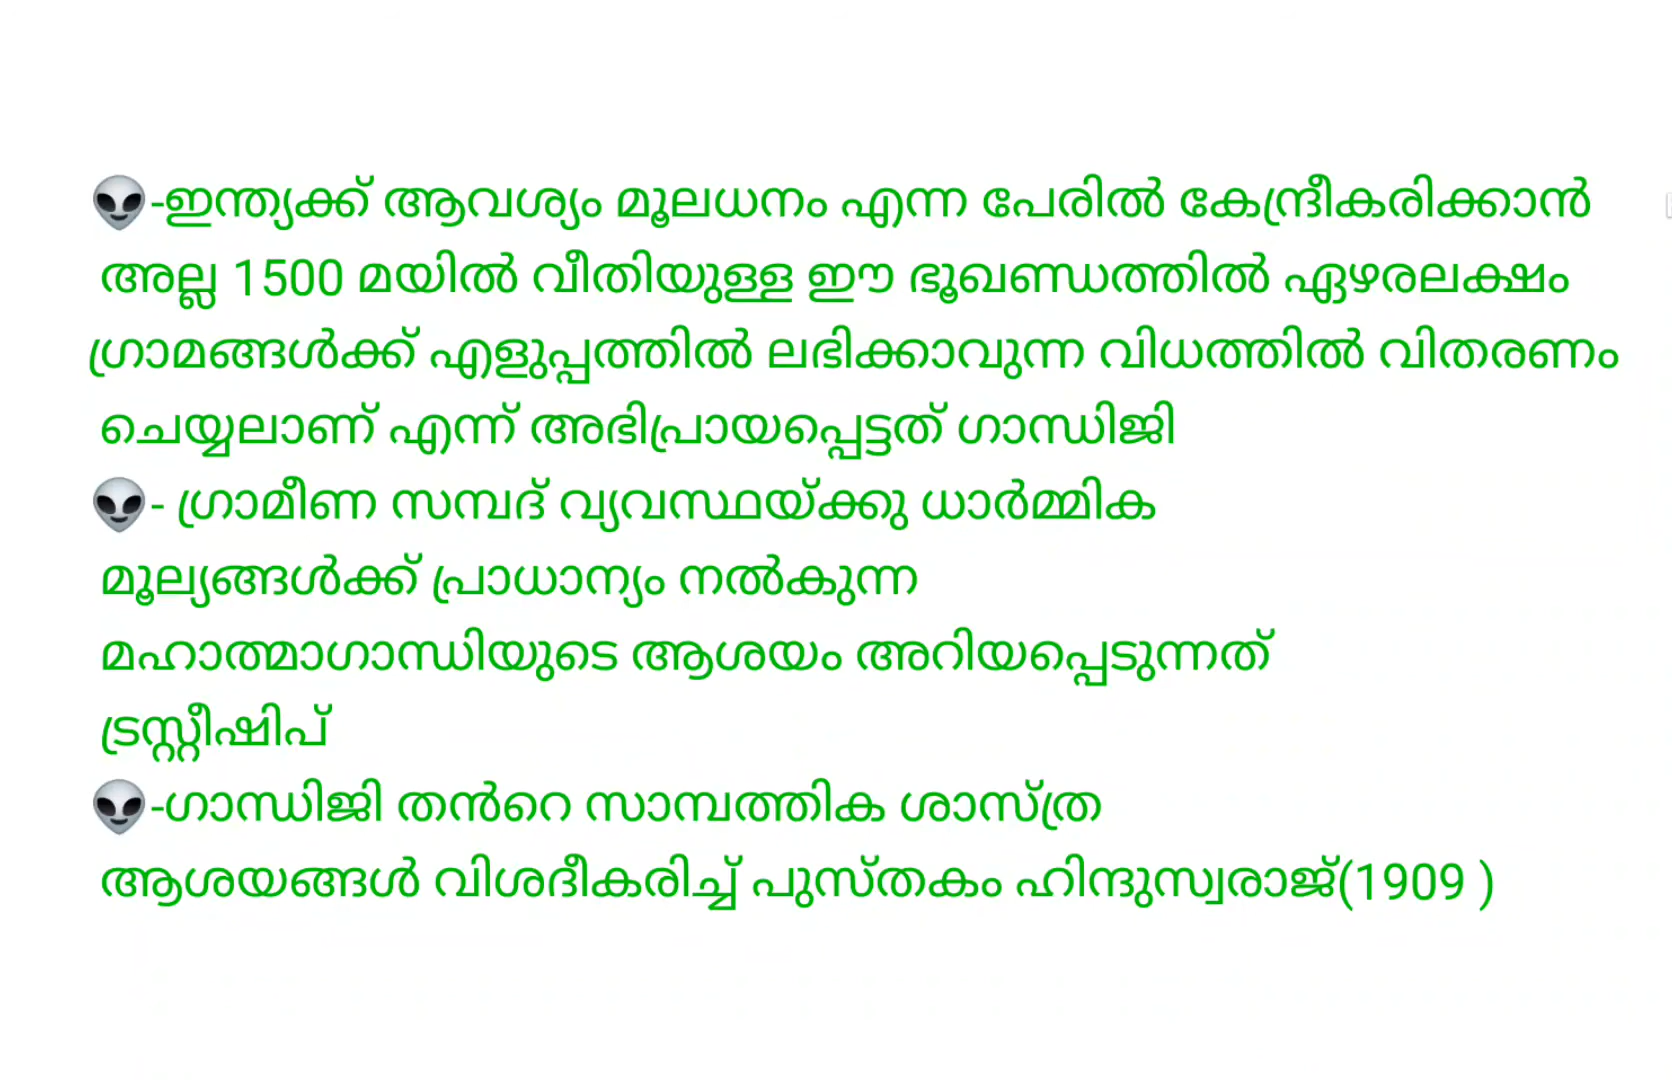 👽-ഇന്ത്യക്ക് ആവശ്യം മൂലധനം എന്ന പേരിൽ കേന്ദ്രീകരിക്കാൻ
അല്ല 1500 മയിൽ വീതിയുള്ള ഈ ഭൂഖണ്ഡത്തിൽ ഏഴരലക്ഷം
ഗ്രാമങ്ങൾക്ക് എളുപ്പത്തിൽ ലഭിക്കാവുന്ന വിധത്തിൽ വിതരണം
ചെയ്യലാണ് എന്ന് അഭിപ്രായപ്പെട്ടത് ഗാന്ധിജി
👽- ഗ്രാമീണ സമ്പദ് വ്യവസ്ഥയ്ക്കു ധാർമ്മിക
മൂല്യങ്ങൾക്ക് പ്രാധാന്യം നൽകുന്ന
മഹാത്മാഗാന്ധിയുടെ ആശയം അറിയപ്പെടുന്നത്
ട്രസ്റ്റീഷിപ്
👽-ഗാന്ധിജി തൻറെ സാമ്പത്തിക ശാസ്ത്ര
ആശയങ്ങൾ വിശദീകരിച്ച് പുസ്തകം ഹിന്ദുസ്വരാജ്(1909 )